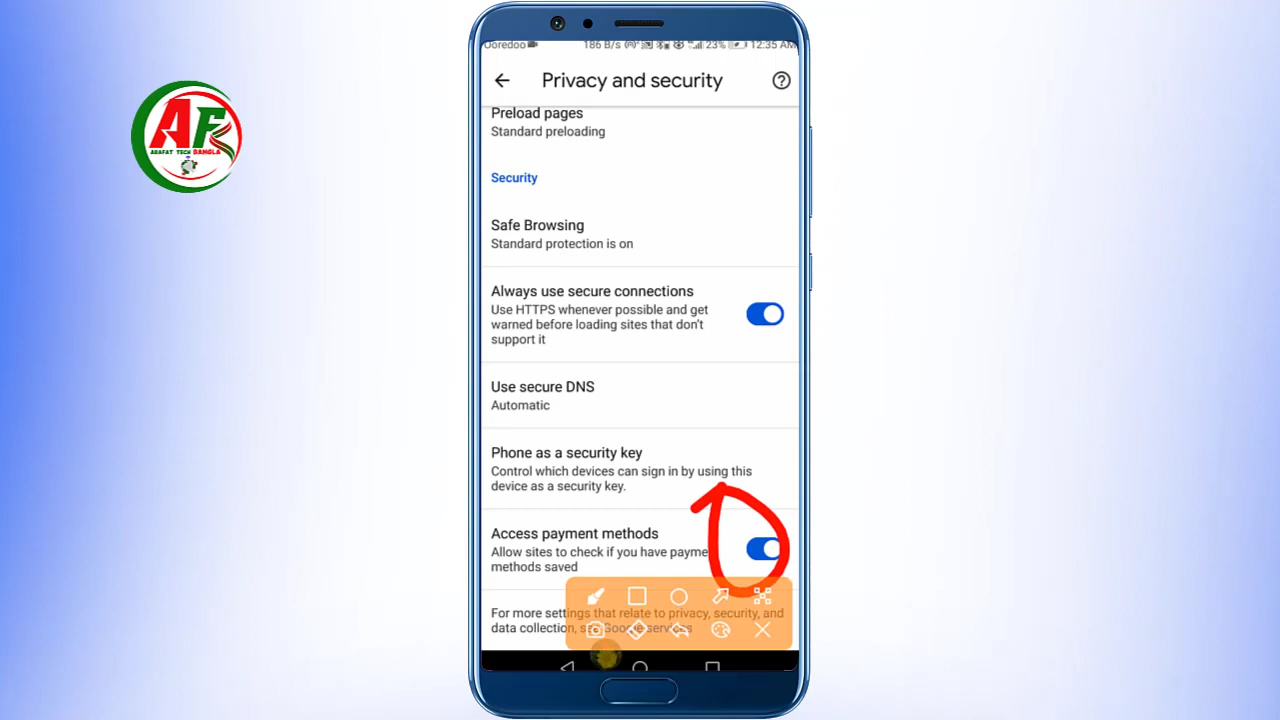 Ooredoo 186 B/s 23% 12:35 AM
Privacy and security
AF
ARAFAT TECH BANGLA
Preload pages
Standard preloading
Security
Safe Browsing
Standard protection is on
Always use secure connections
Use HTTPS whenever possible and get
warned before loading sites that don't
support it
Use secure DNS
Automatic
Phone as a security key
Control which devices can sign in by using this
device as a security key.
Access payment methods
Allow sites to check if you have payme
methods saved
For more settings that relate to privacy, security, and
data collection, see Google services